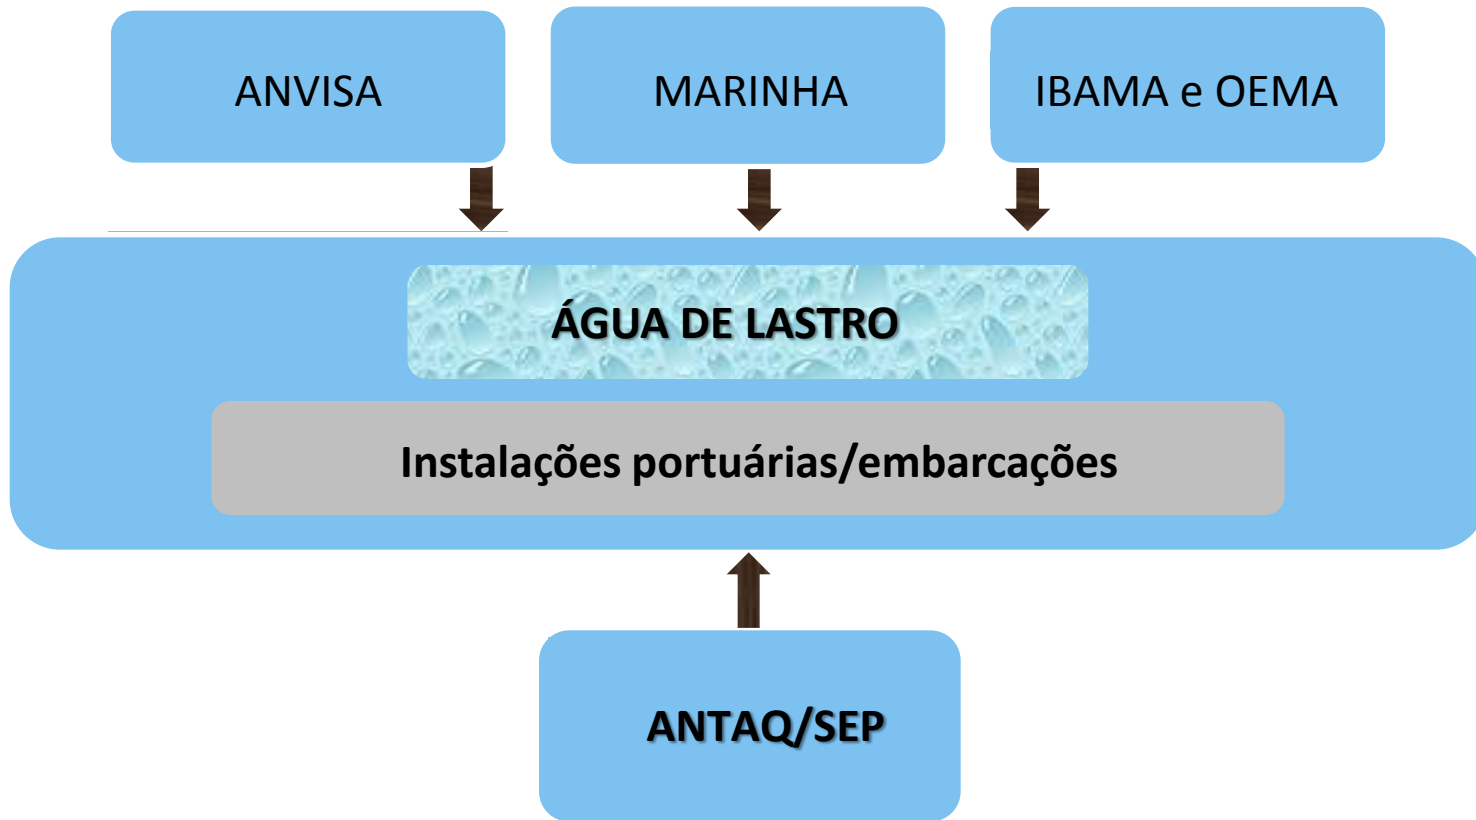 ANVISA
MARINHA
IBAMA e OEMA
ÁGUA DE LASTRO
Instalações portuárias/embarcações
ANTAQ/SEP